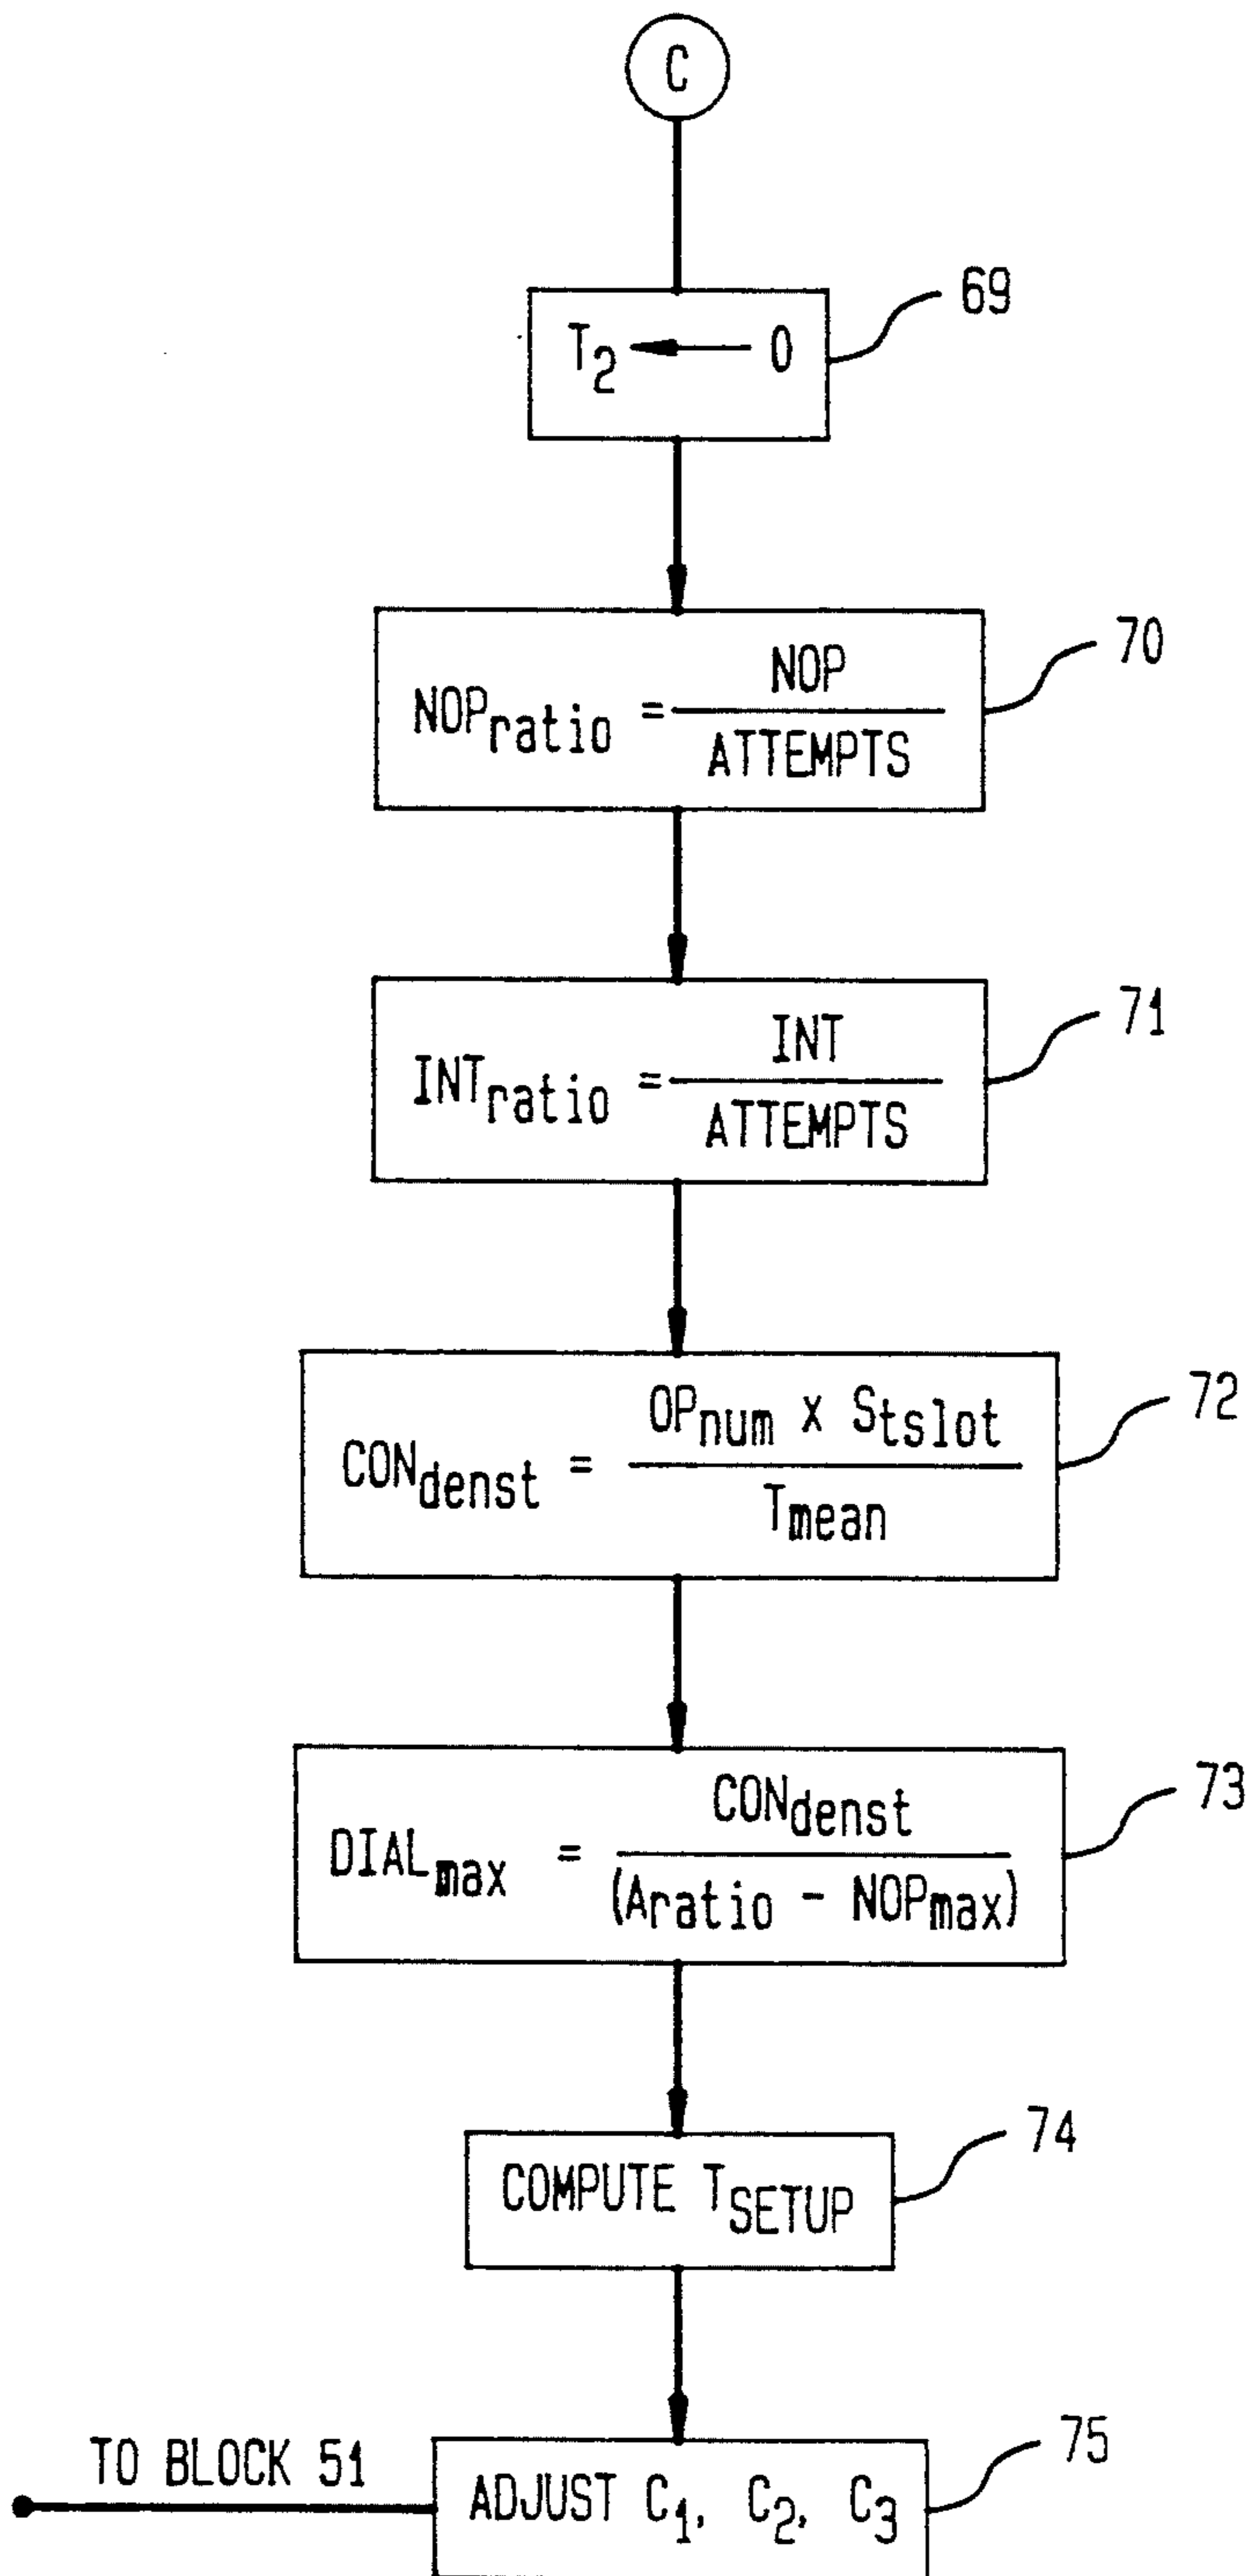 C
69
T2 ← 0
70
NOPratio = NOP / ATTEMPTS
71
INTratio = INT / ATTEMPTS
72
CONdenst = OPnum x Stslot / Tmean
73
DIALmax = CONdenst / (Aratio - NOPmax)
74
COMPUTE TSETUP
75
TO BLOCK 51
ADJUST C1, C2, C3